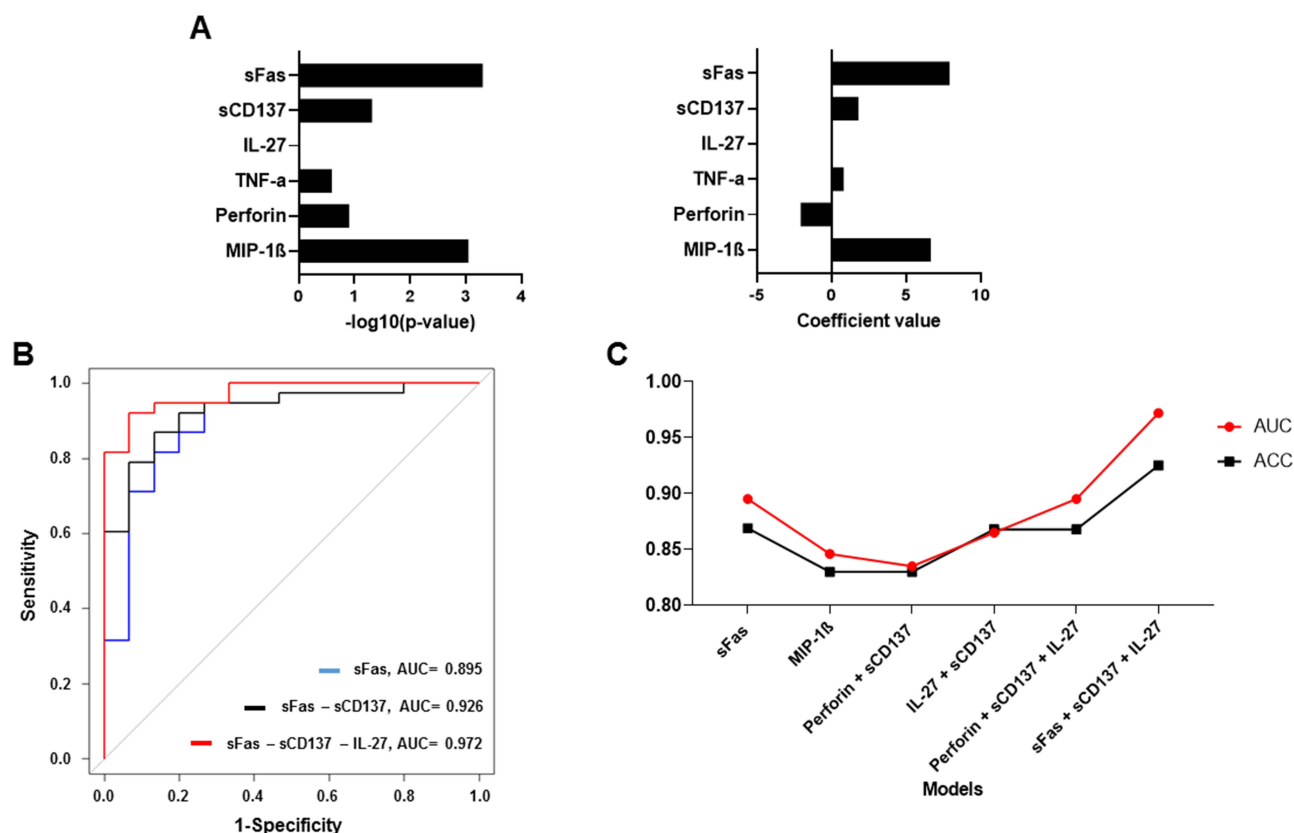 A
sFas
sCD137
IL-27
TNF-a
Perforin
MIP-1ß
0 1 2 3 4
-log10(p-value)
sFas
sCD137
IL-27
TNF-a
Perforin
MIP-1ß
-5 0 5 10
Coefficient value
B
1.0
0.8
0.6
0.4
0.2
0.0
Sensitivity
sFas, AUC= 0.895
sFas – sCD137, AUC= 0.926
sFas – sCD137 – IL-27, AUC= 0.972
0.0 0.2 0.4 0.6 0.8 1.0
1-Specificity
C
1.00
0.95
0.90
0.85
0.80
AUC
ACC
sFas
MIP-1ß
Perforin + sCD137
IL-27 + sCD137
Perforin + sCD137 + IL-27
sFas + sCD137 + IL-27
Models